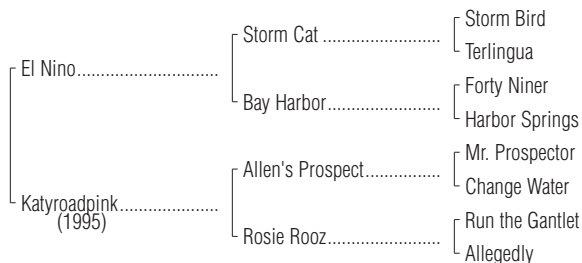 Storm Bird
Storm Cat ........................
Terlingua
El Nino.............................
Forty Niner
Bay Harbor.......................
Harbor Springs
Mr. Prospector
Allen's Prospect...............
Change Water
Katyroadpink....................
(1995)
Run the Gantlet
Rosie Rooz.......................
Allegedly